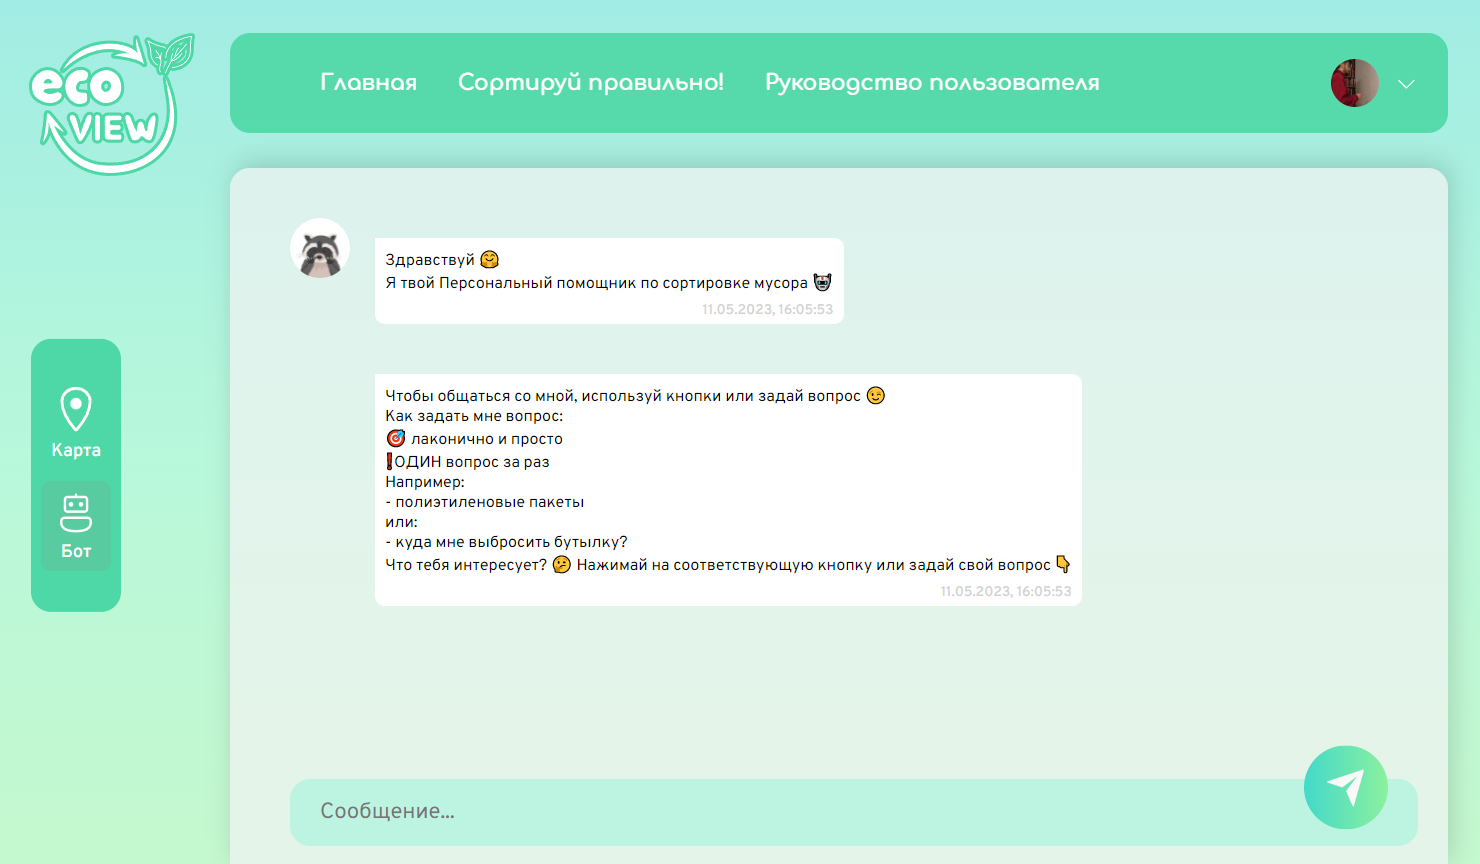 eco
VIEW
Главная Сортируй правильно! Руководство пользователя
Здравствуй 🤗
Я твой Персональный помощник по сортировке мусора 🤖
11.05.2023, 16:05:53
Чтобы общаться со мной, используй кнопки или задай вопрос 😉
Как задать мне вопрос:
🎯 лаконично и просто
❗ОДИН вопрос за раз
Например:
- полиэтиленовые пакеты
или:
- куда мне выбросить бутылку?
Что тебя интересует? 🤔 Нажимай на соответствующую кнопку или задай свой вопрос 👇
11.05.2023, 16:05:53
Карта
Бот
Сообщение...